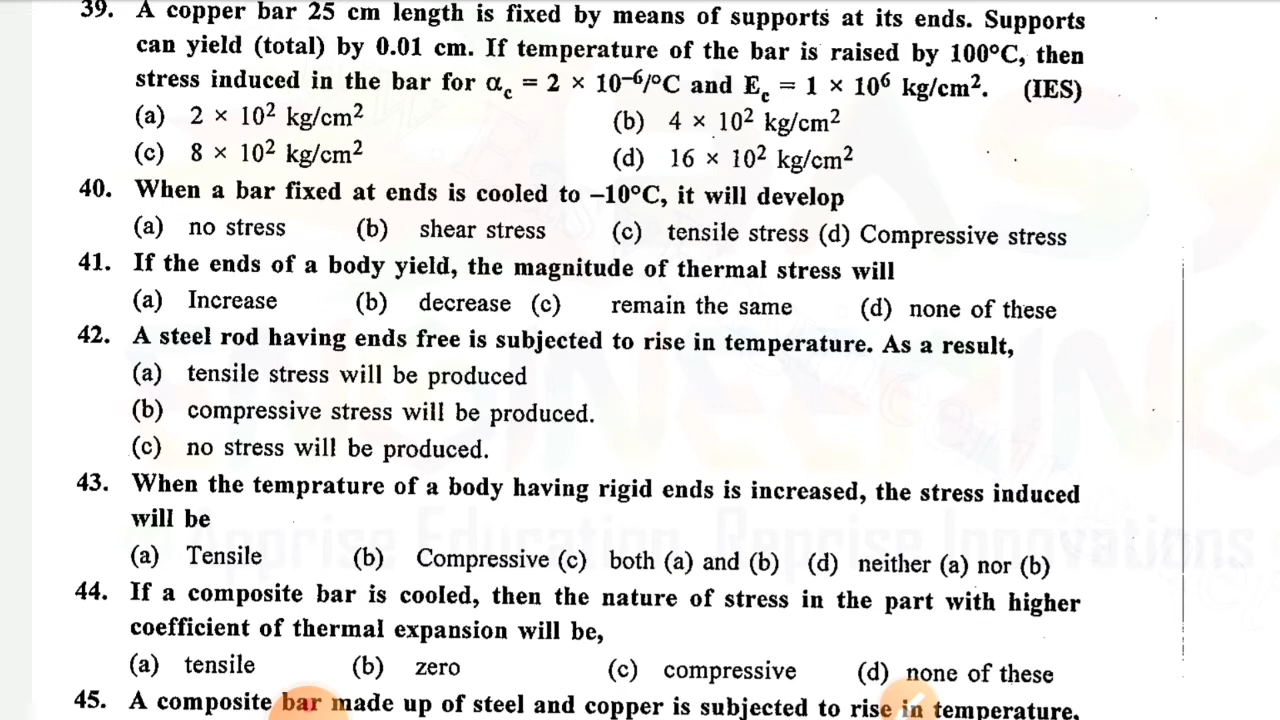 39. A copper bar 25 cm length is fixed by means of supports at its ends. Supports
can yield (total) by 0.01 cm. If temperature of the bar is raised by 100°C, then
stress induced in the bar for α꜀ = 2 × 10⁻⁶/°C and E꜀ = 1 × 10⁶ kg/cm². (IES)
(a) 2 × 10² kg/cm² (b) 4 × 10² kg/cm²
(c) 8 × 10² kg/cm² (d) 16 × 10² kg/cm²
40. When a bar fixed at ends is cooled to –10°C, it will develop
(a) no stress (b) shear stress (c) tensile stress (d) Compressive stress
41. If the ends of a body yield, the magnitude of thermal stress will
(a) Increase (b) decrease (c) remain the same (d) none of these
42. A steel rod having ends free is subjected to rise in temperature. As a result,
(a) tensile stress will be produced
(b) compressive stress will be produced.
(c) no stress will be produced.
43. When the temprature of a body having rigid ends is increased, the stress induced
will be
(a) Tensile (b) Compressive (c) both (a) and (b) (d) neither (a) nor (b)
44. If a composite bar is cooled, then the nature of stress in the part with higher
coefficient of thermal expansion will be,
(a) tensile (b) zero (c) compressive (d) none of these
45. A composite bar made up of steel and copper is subjected to rise in temperature,
EASY
ENGINEERING
Apprise Education, Reprise Innovations